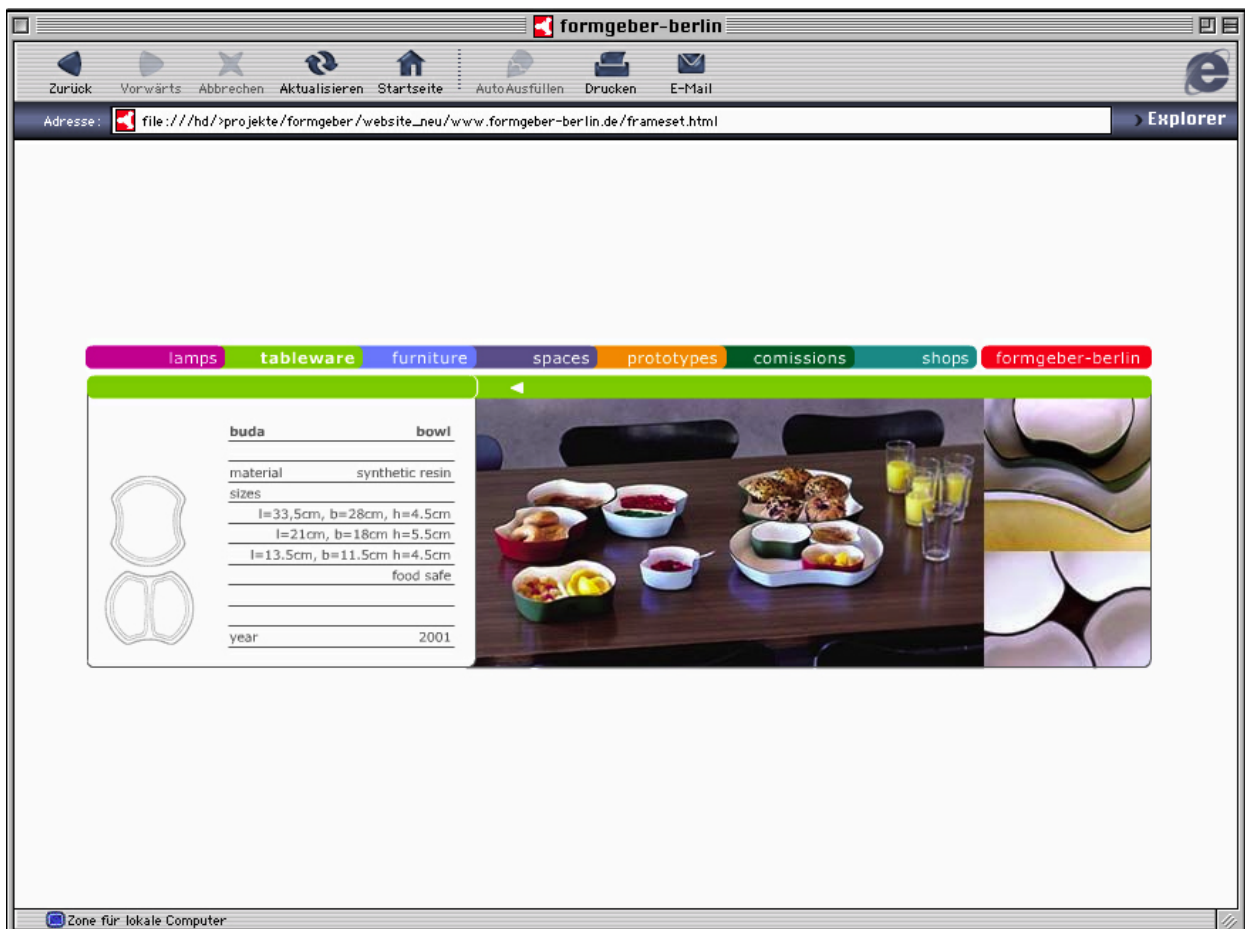 formgeber-berlin
Zurück Vorwärts Abbrechen Aktualisieren Startseite AutoAusfüllen Drucken E-Mail
Adresse: file:///hd/>projekte/formgeber/website_neu/www.formgeber-berlin.de/frameset.html > Explorer
lamps tableware furniture spaces prototypes comissions shops formgeber-berlin
buda bowl
material synthetic resin
sizes
l=33,5cm, b=28cm, h=4.5cm
l=21cm, b=18cm h=5.5cm
l=13.5cm, b=11.5cm h=4.5cm
food safe
year 2001
Zone für lokale Computer